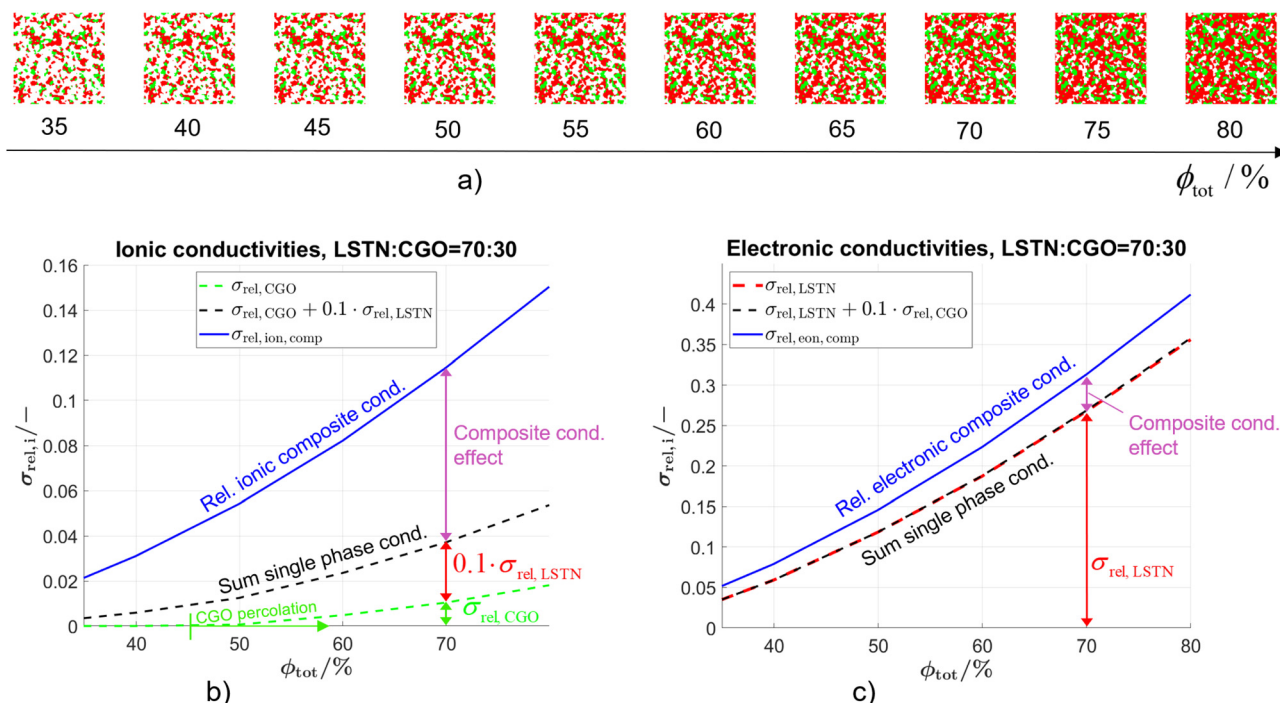 35 40 45 50 55 60 65 70 75 80
ϕtot / %
a)
Ionic conductivities, LSTN:CGO=70:30
0.16
0.14
0.12
0.1
0.08
0.06
0.04
0.02
0
σrel,i/−
σrel,CGO
σrel,CGO + 0.1 · σrel,LSTN
σrel,ion,comp
Rel. ionic composite cond.
Composite cond.
effect
Sum single phase cond.
0.1·σrel, LSTN
CGO percolation
σrel, CGO
40 50 60 70
ϕtot/%
b)
Electronic conductivities, LSTN:CGO=70:30
0.4
0.35
0.3
0.25
0.2
0.15
0.1
0.05
0
σrel,i/−
σrel,LSTN
σrel,LSTN + 0.1 · σrel,CGO
σrel,eon,comp
Rel. electronic composite cond.
Composite cond.
effect
Sum single phase cond.
σrel, LSTN
40 50 60 70 80
ϕtot/%
c)